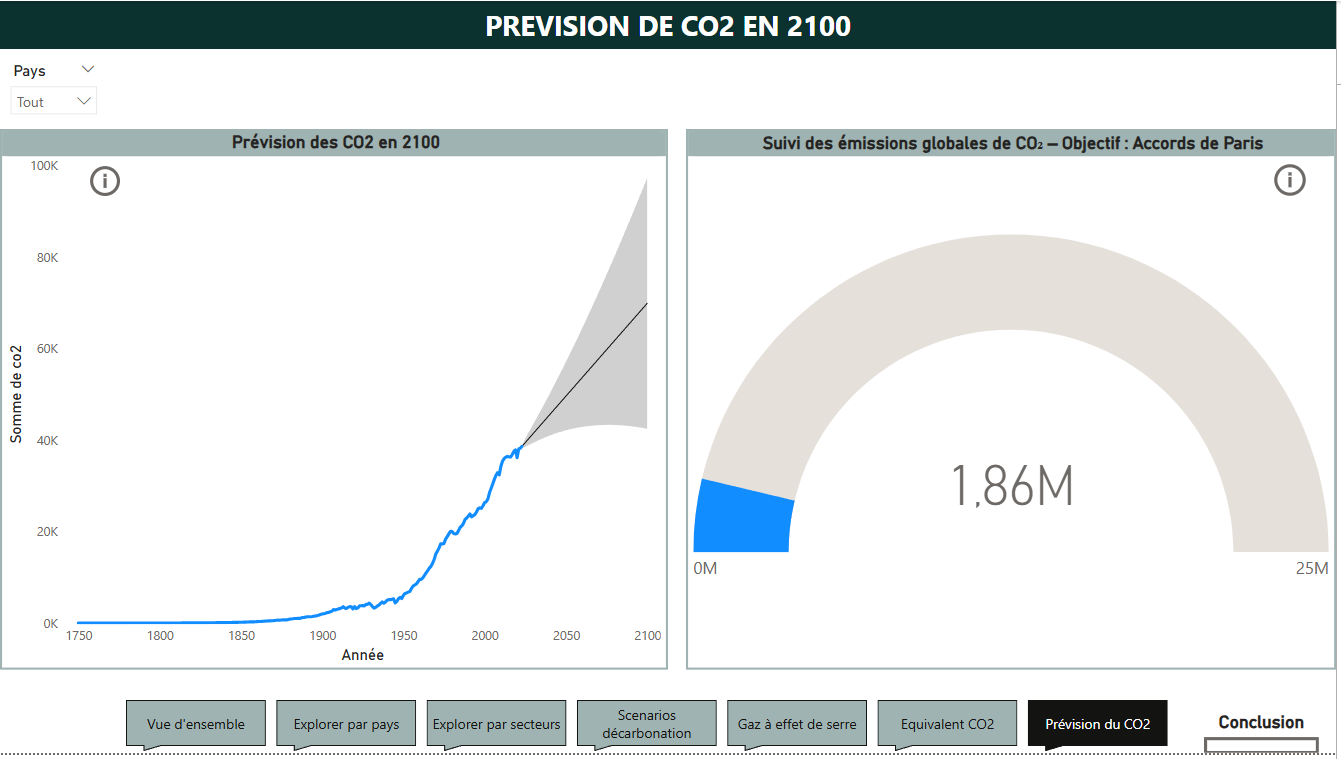 PREVISION DE CO2 EN 2100
Pays
Tout
Prévision des CO2 en 2100
100K
80K
60K
40K
20K
0K
Somme de co2
1750 1800 1850 1900 1950 2000 2050 2100
Année
Suivi des émissions globales de CO₂ – Objectif : Accords de Paris
1,86M
0M 25M
Vue d'ensemble
Explorer par pays
Explorer par secteurs
Scenarios
décarbonation
Gaz à effet de serre
Equivalent CO2
Prévision du CO2
Conclusion